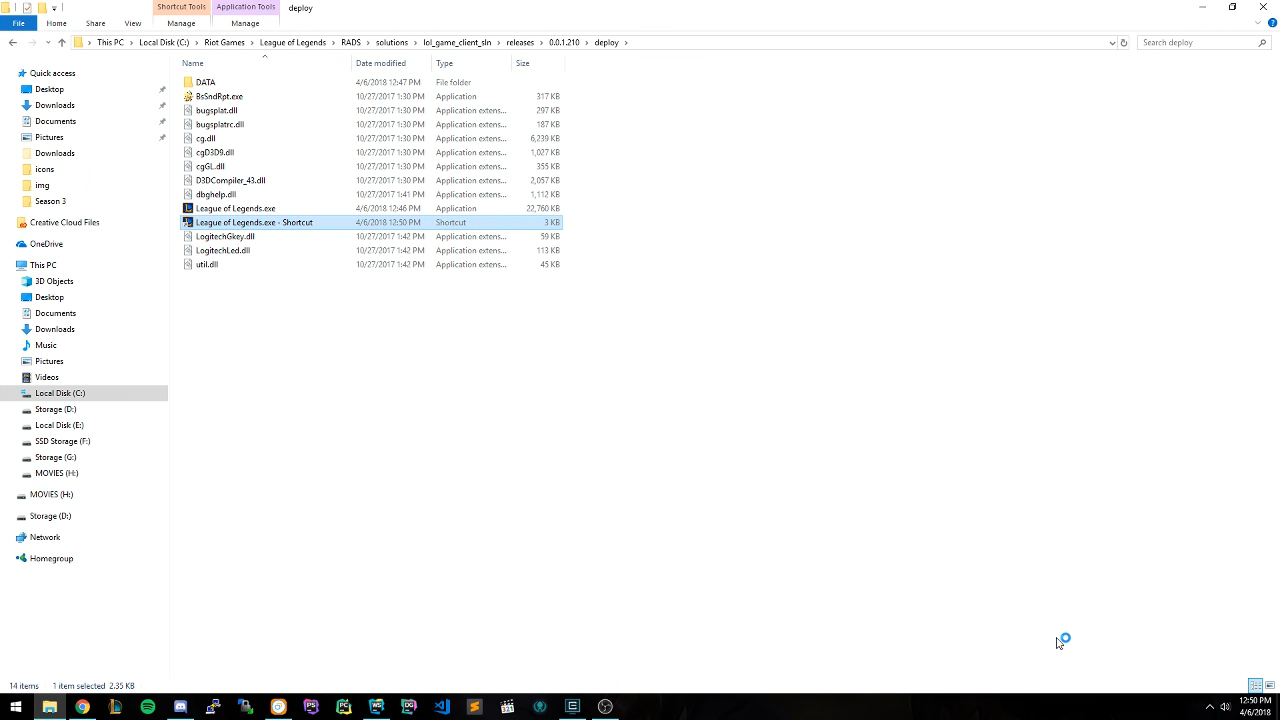 Shortcut Tools Application Tools deploy
File Home Share View Manage Manage
This PC Local Disk (C:) Riot Games League of Legends RADS solutions lol_game_client_sln releases 0.0.1.210 deploy Search deploy
Name Date modified Type Size
DATA 4/6/2018 12:47 PM File folder
BsSndRpt.exe 10/27/2017 1:30 PM Application 317 KB
bugsplat.dll 10/27/2017 1:30 PM Application extens... 297 KB
bugsplatrc.dll 10/27/2017 1:30 PM Application extens... 187 KB
cg.dll 10/27/2017 1:30 PM Application extens... 6,239 KB
cgD3D9.dll 10/27/2017 1:30 PM Application extens... 1,027 KB
cgGL.dll 10/27/2017 1:30 PM Application extens... 355 KB
D3DCompiler_43.dll 10/27/2017 1:30 PM Application extens... 2,057 KB
dbghelp.dll 10/27/2017 1:41 PM Application extens... 1,112 KB
League of Legends.exe 4/6/2018 12:46 PM Application 22,760 KB
League of Legends.exe - Shortcut 4/6/2018 12:50 PM Shortcut 3 KB
LogitechGkey.dll 10/27/2017 1:42 PM Application extens... 59 KB
LogitechLed.dll 10/27/2017 1:42 PM Application extens... 113 KB
util.dll 10/27/2017 1:42 PM Application extens... 45 KB
Quick access
Desktop
Downloads
Documents
Pictures
Downloads
icons
img
Season 3
Creative Cloud Files
OneDrive
This PC
3D Objects
Desktop
Documents
Downloads
Music
Pictures
Videos
Local Disk (C:)
Storage (D:)
Local Disk (E:)
SSD Storage (F:)
Storage (G:)
MOVIES (H:)
MOVIES (H:)
Storage (D:)
Network
Homegroup
14 items 1 item selected 2.35 KB
PS PC WS DG
12:50 PM
4/6/2018